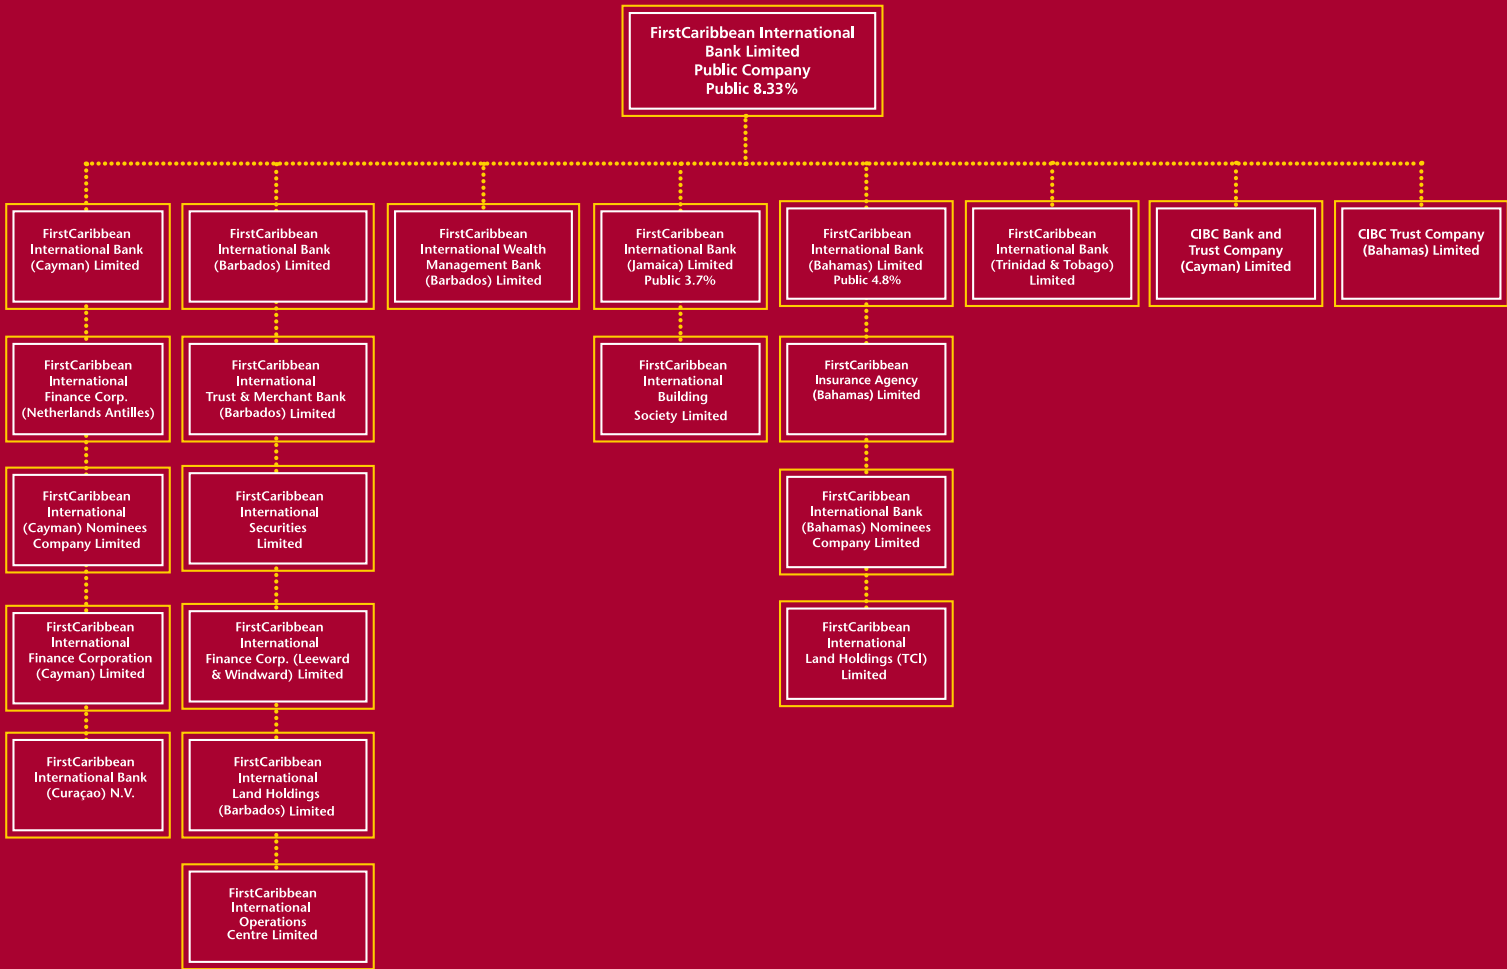 FirstCaribbean International
Bank Limited
Public Company
Public 8.33%
FirstCaribbean
International Bank
(Cayman) Limited
FirstCaribbean
International Bank
(Barbados) Limited
FirstCaribbean
International Wealth
Management Bank
(Barbados) Limited
FirstCaribbean
International Bank
(Jamaica) Limited
Public 3.7%
FirstCaribbean
International Bank
(Bahamas) Limited
Public 4.8%
FirstCaribbean
International Bank
(Trinidad & Tobago)
Limited
CIBC Bank and
Trust Company
(Cayman) Limited
CIBC Trust Company
(Bahamas) Limited
FirstCaribbean
International
Finance Corp.
(Netherlands Antilles)
FirstCaribbean
International
Trust & Merchant Bank
(Barbados) Limited
FirstCaribbean
International
Building
Society Limited
FirstCaribbean
Insurance Agency
(Bahamas) Limited
FirstCaribbean
International
(Cayman) Nominees
Company Limited
FirstCaribbean
International
Securities
Limited
FirstCaribbean
International Bank
(Bahamas) Nominees
Company Limited
FirstCaribbean
International
Finance Corporation
(Cayman) Limited
FirstCaribbean
International
Finance Corp. (Leeward
& Windward) Limited
FirstCaribbean
International
Land Holdings (TCI)
Limited
FirstCaribbean
International Bank
(Curaçao) N.V.
FirstCaribbean
International
Land Holdings
(Barbados) Limited
FirstCaribbean
International
Operations
Centre Limited